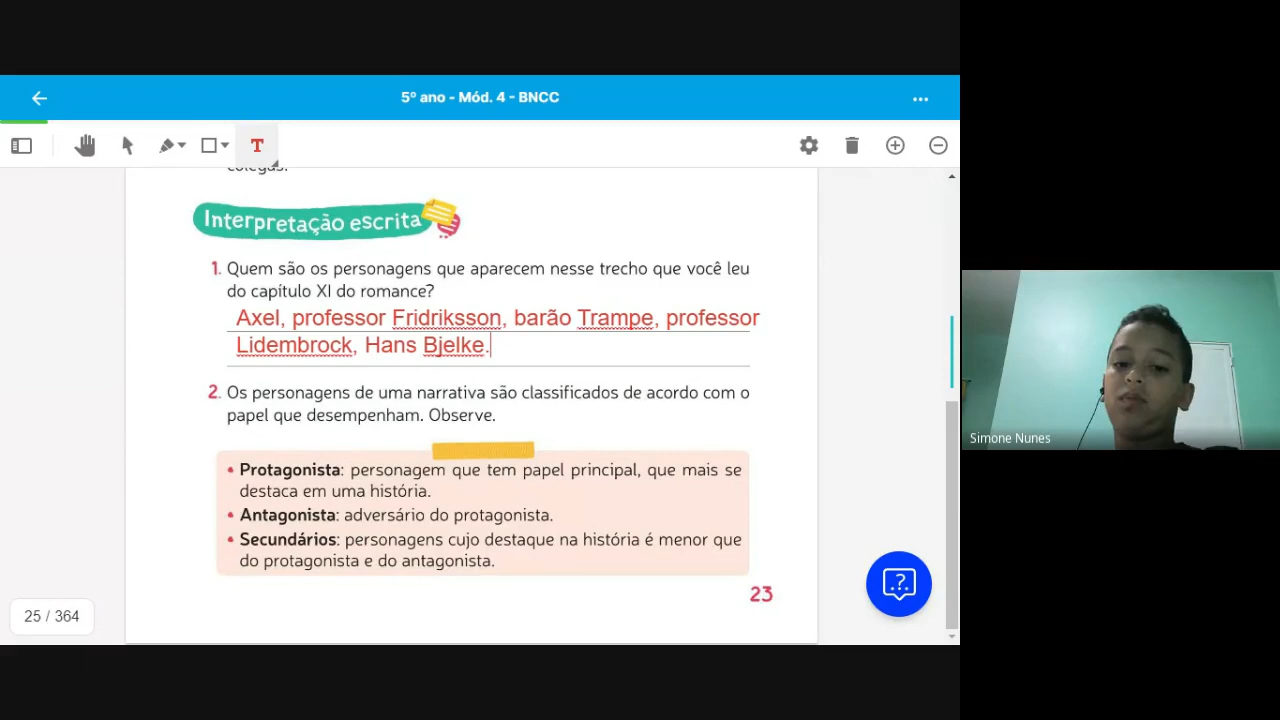 5º ano - Mód. 4 - BNCC
T
colegas.
Interpretação escrita
1. Quem são os personagens que aparecem nesse trecho que você leu
do capítulo XI do romance?
Axel, professor Fridriksson, barão Trampe, professor
Lidembrock, Hans Bjelke.
2. Os personagens de uma narrativa são classificados de acordo com o
papel que desempenham. Observe.
• Protagonista: personagem que tem papel principal, que mais se
destaca em uma história.
• Antagonista: adversário do protagonista.
• Secundários: personagens cujo destaque na história é menor que
do protagonista e do antagonista.
23
25 / 364
Simone Nunes